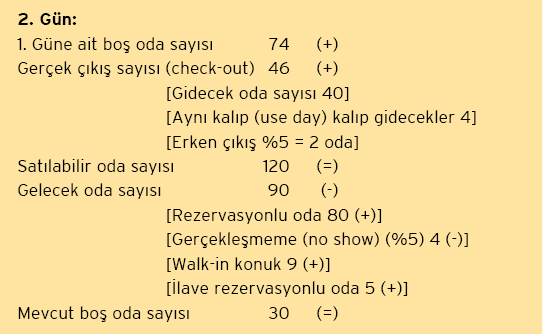 2. Gün:
1. Güne ait boş oda sayısı 74 (+)
Gerçek çıkış sayısı (check-out) 46 (+)
[Gidecek oda sayısı 40]
[Aynı kalıp (use day) kalıp gidecekler 4]
[Erken çıkış %5 = 2 oda]
Satılabilir oda sayısı 120 (=)
Gelecek oda sayısı 90 (-)
[Rezervasyonlu oda 80 (+)]
[Gerçekleşmeme (no show) (%5) 4 (-)]
[Walk-in konuk 9 (+)]
[İlave rezervasyonlu oda 5 (+)]
Mevcut boş oda sayısı 30 (=)